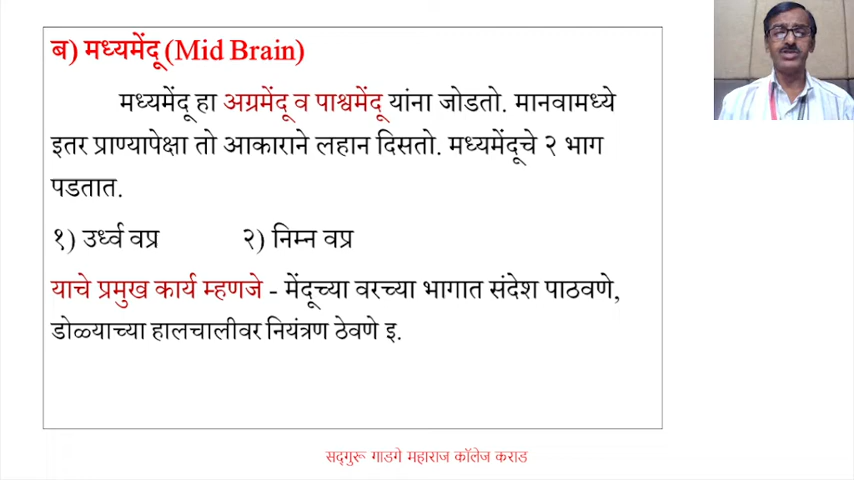 ब) मध्यमेंदू (Mid Brain)
मध्यमेंदू हा अग्रमेंदू व पाश्वमेंदू यांना जोडतो. मानवामध्ये
इतर प्राण्यापेक्षा तो आकाराने लहान दिसतो. मध्यमेंदूचे २ भाग
पडतात.
१) उर्ध्व वप्र २) निम्न वप्र
याचे प्रमुख कार्य म्हणजे - मेंदूच्या वरच्या भागात संदेश पाठवणे,
डोळ्याच्या हालचालीवर नियंत्रण ठेवणे इ.
सद्गुरू गाडगे महाराज कॉलेज कराड